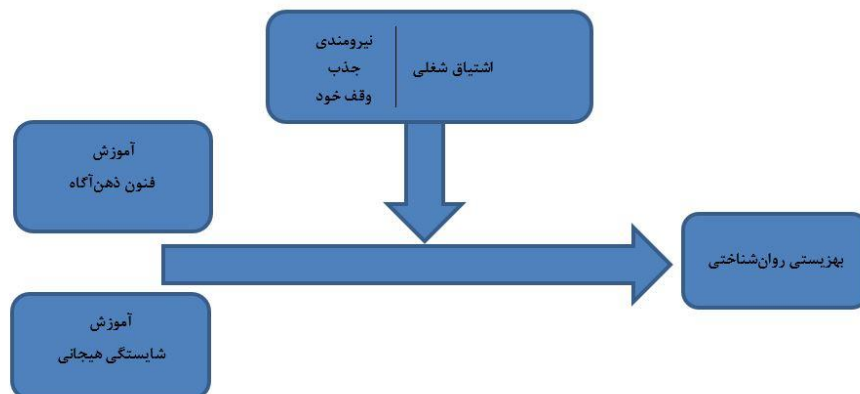 اشتیاق شغلی
نیرومندی
جذب
وقف خود
آموزش
فنون ذهن‌آگاه
بهزیستی روان‌شناختی
آموزش
شایستگی هیجانی